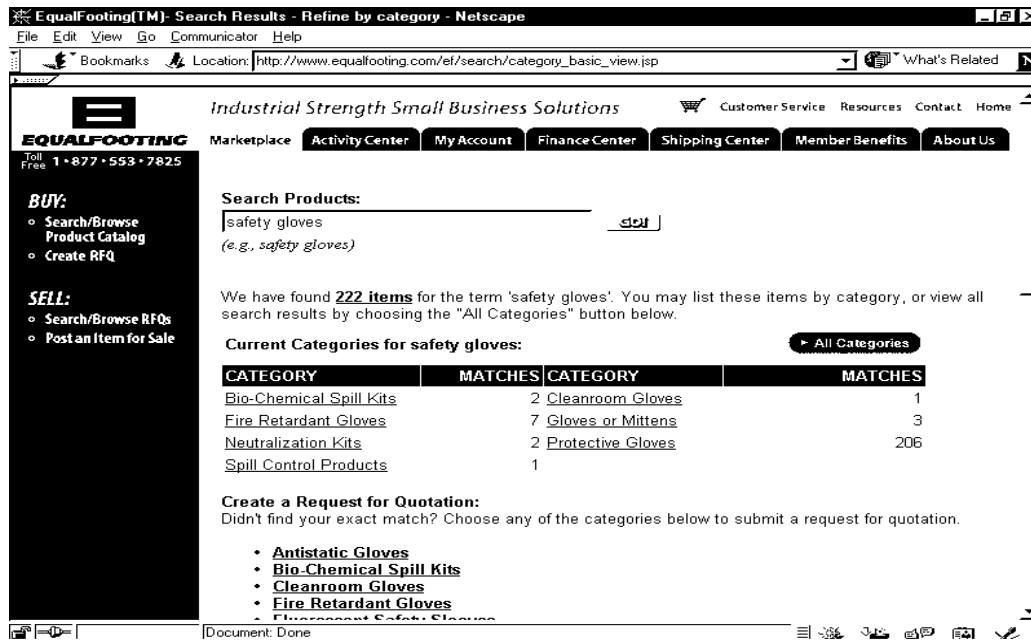 EqualFooting(TM)- Search Results - Refine by category - Netscape
File Edit View Go Communicator Help
Bookmarks Location: http://www.equalfooting.com/ef/search/category_basic_view.jsp What's Related N
Industrial Strength Small Business Solutions Customer Service Resources Contact Home
EQUALFOOTING
Marketplace Activity Center My Account Finance Center Shipping Center Member Benefits About Us
Toll Free 1·877·553·7825
BUY:
Search/Browse
Product Catalog
Create RFQ
SELL:
Search/Browse RFQs
Post an Item for Sale
Search Products:
safety gloves
(e.g., safety gloves)
We have found 222 items for the term 'safety gloves'. You may list these items by category, or view all
search results by choosing the "All Categories" button below.
Current Categories for safety gloves: All Categories
CATEGORY MATCHES CATEGORY MATCHES
Bio-Chemical Spill Kits 2 Cleanroom Gloves 1
Fire Retardant Gloves 7 Gloves or Mittens 3
Neutralization Kits 2 Protective Gloves 206
Spill Control Products 1
Create a Request for Quotation:
Didn't find your exact match? Choose any of the categories below to submit a request for quotation.
• Antistatic Gloves
• Bio-Chemical Spill Kits
• Cleanroom Gloves
• Fire Retardant Gloves
• Fluorescent Safety Sleeves
Document: Done